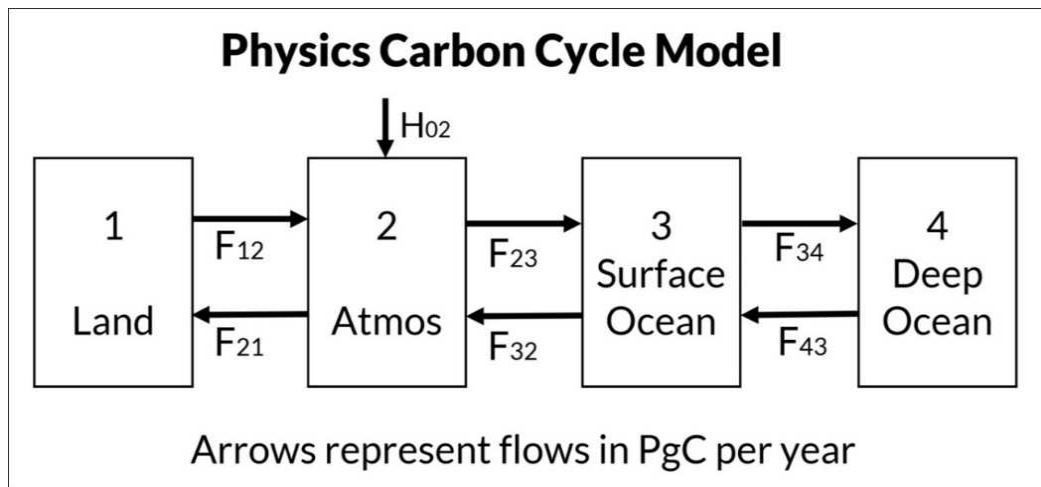 Physics Carbon Cycle Model
H02
1
Land
F12
F21
2
Atmos
F23
F32
3
Surface
Ocean
F34
F43
4
Deep
Ocean
Arrows represent flows in PgC per year